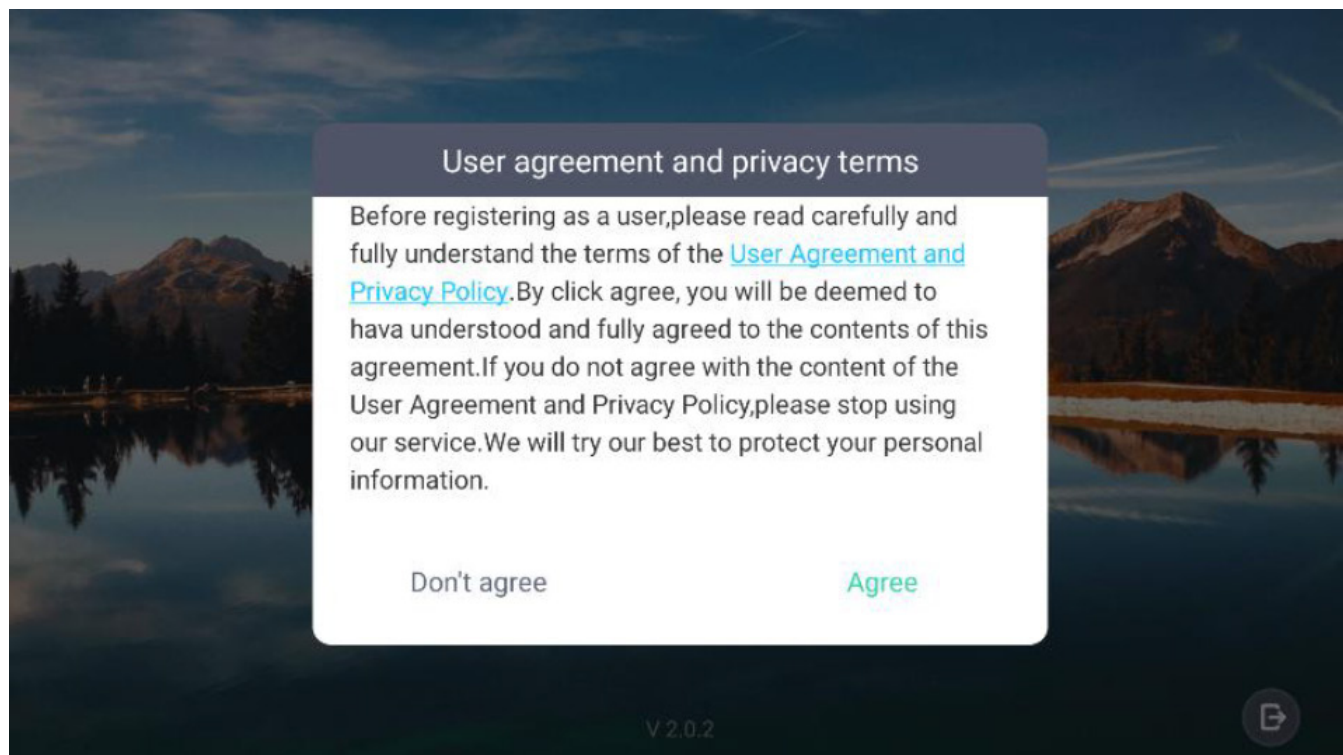 User agreement and privacy terms
Before registering as a user,please read carefully and
fully understand the terms of the User Agreement and
Privacy Policy.By click agree, you will be deemed to
hava understood and fully agreed to the contents of this
agreement.If you do not agree with the content of the
User Agreement and Privacy Policy,please stop using
our service.We will try our best to protect your personal
information.
Don't agree Agree
V 2.0.2